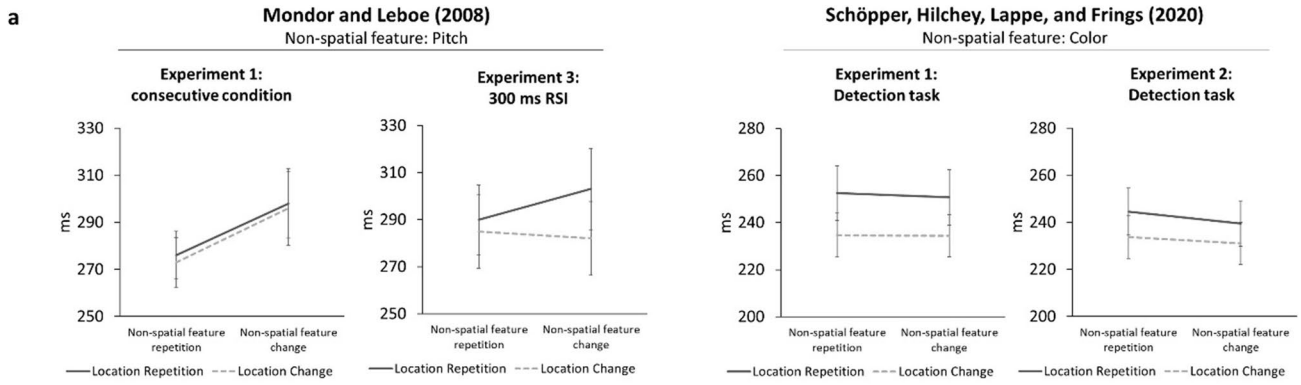 a
Mondor and Leboe (2008)
Non-spatial feature: Pitch
Experiment 1:
consecutive condition
330
310
290
270
250
ms
Non-spatial feature
repetition
Non-spatial feature
change
Location Repetition
Location Change
Experiment 3:
300 ms RSI
330
310
290
270
250
ms
Non-spatial feature
repetition
Non-spatial feature
change
Location Repetition
Location Change
Schöpper, Hilchey, Lappe, and Frings (2020)
Non-spatial feature: Color
Experiment 1:
Detection task
280
260
240
220
200
ms
Non-spatial feature
repetition
Non-spatial feature
change
Location Repetition
Location Change
Experiment 2:
Detection task
280
260
240
220
200
ms
Non-spatial feature
repetition
Non-spatial feature
change
Location Repetition
Location Change